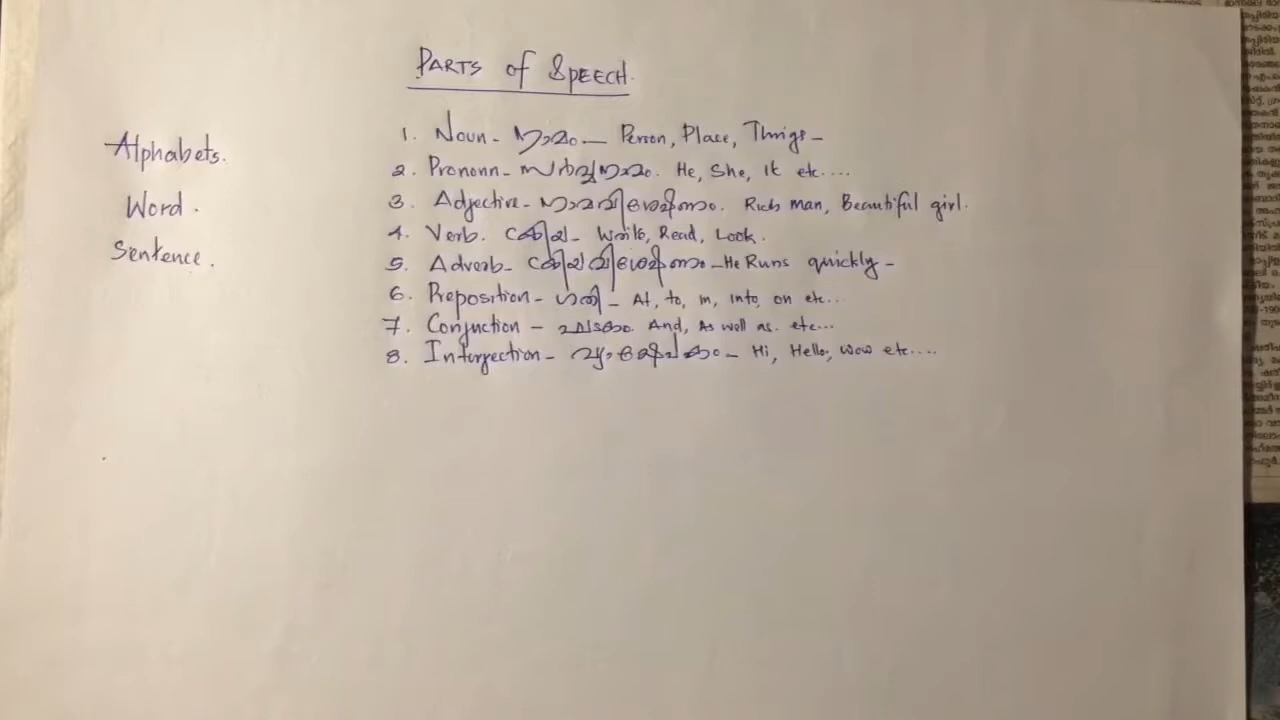 PARTS of SPEECH.
Alphabets.
Word.
Sentence.
1. Noun - നാമം - Person, Place, Things -
2. Pronoun - സർവ്വനാമം. He, She, It etc....
3. Adjective - നാമവിശേഷണം. Rich man, Beautiful girl.
4. Verb. ക്രിയ - Write, Read, Look.
5. Adverb - ക്രിയാവിശേഷണം - He Runs quickly -
6. Preposition - ഗതി - At, to, in, into, on etc...
7. Conjuction - ഘടകം. And, As well as. etc...
8. Interjection - വ്യാക്ഷേപകം - Hi, Hello, Wow etc....